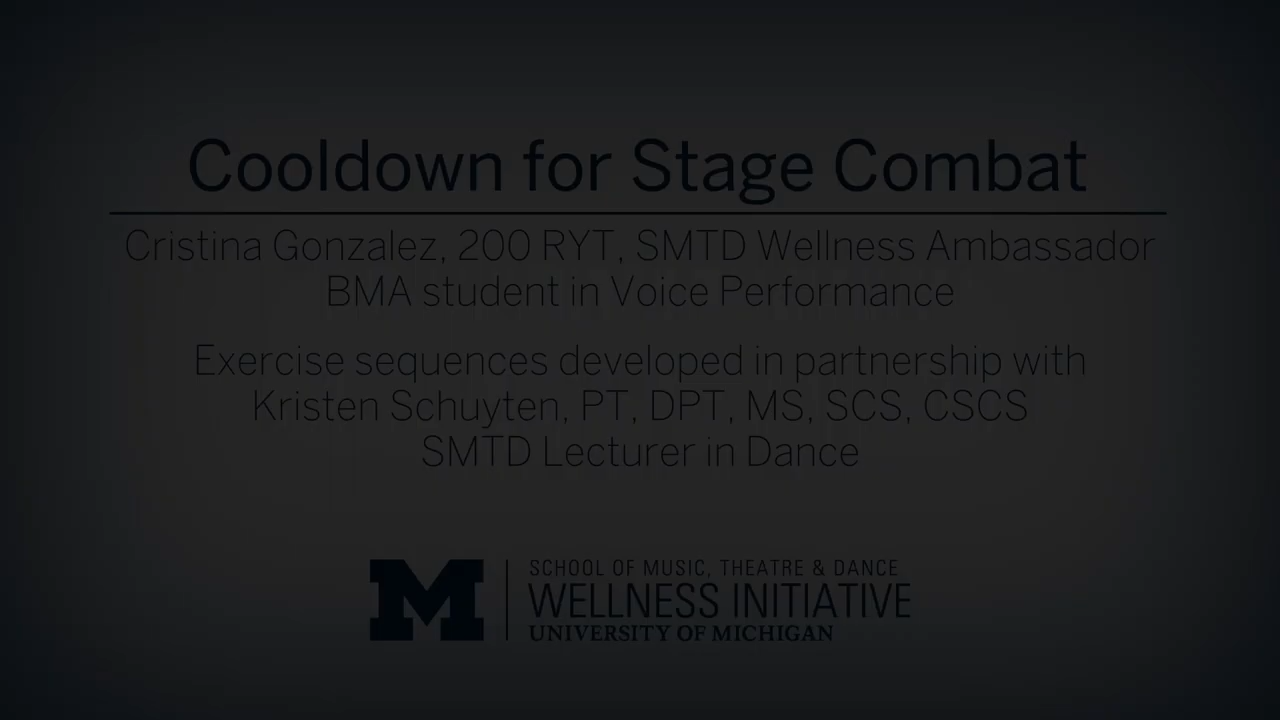 Cooldown for Stage Combat
Cristina Gonzalez, 200 RYT, SMTD Wellness Ambassador
BMA student in Voice Performance
Exercise sequences developed in partnership with
Kristen Schuyten, PT, DPT, MS, SCS, CSCS
SMTD Lecturer in Dance
M
SCHOOL OF MUSIC, THEATRE & DANCE
WELLNESS INITIATIVE
UNIVERSITY OF MICHIGAN